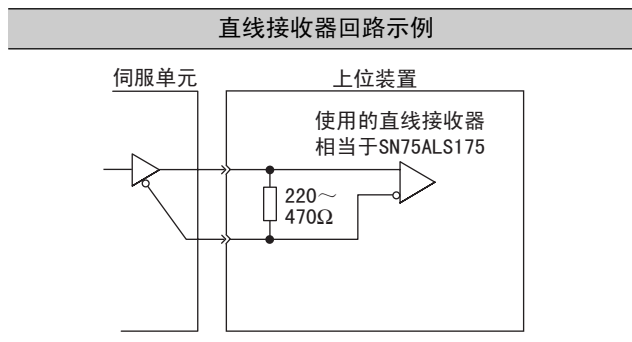 直线接收器回路示例
伺服单元
上位装置
使用的直线接收器
相当于SN75ALS175
220～
470Ω